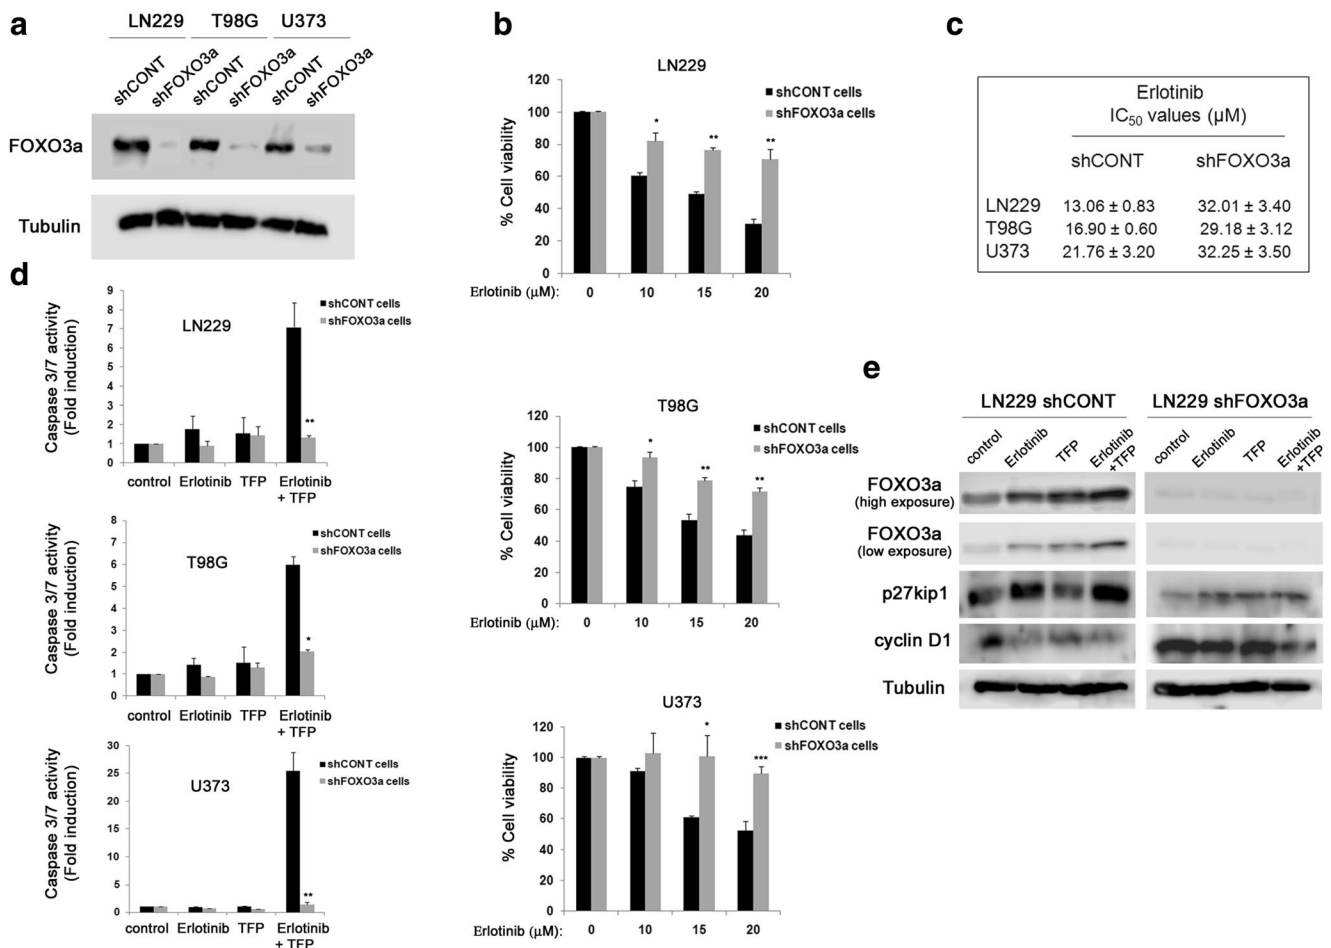 a
LN229 T98G U373
shCONT shFOXO3a shCONT shFOXO3a shCONT shFOXO3a
FOXO3a
Tubulin
b
LN229
shCONT cells
shFOXO3a cells
% Cell viability
120
100
80
60
40
20
0
* ** **
Erlotinib (μM): 0 10 15 20
T98G
shCONT cells
shFOXO3a cells
% Cell viability
120
100
80
60
40
20
0
* ** **
Erlotinib (μM): 0 10 15 20
U373
shCONT cells
shFOXO3a cells
% Cell viability
120
100
80
60
40
20
0
* ***
Erlotinib (μM): 0 10 15 20
c
Erlotinib
IC50 values (μM)
shCONT shFOXO3a
LN229 13.06 ± 0.83 32.01 ± 3.40
T98G 16.90 ± 0.60 29.18 ± 3.12
U373 21.76 ± 3.20 32.25 ± 3.50
d
LN229
shCONT cells
shFOXO3a cells
Caspase 3/7 activity
(Fold induction)
9
8
7
6
5
4
3
2
1
0
**
control Erlotinib TFP Erlotinib
+ TFP
T98G
shCONT cells
shFOXO3a cells
Caspase 3/7 activity
(Fold induction)
8
7
6
5
4
3
2
1
0
*
control Erlotinib TFP Erlotinib
+ TFP
U373
shCONT cells
shFOXO3a cells
Caspase 3/7 activity
(Fold induction)
30
25
20
15
10
5
0
**
control Erlotinib TFP Erlotinib
+ TFP
e
LN229 shCONT LN229 shFOXO3a
control Erlotinib TFP Erlotinib +TFP control Erlotinib TFP Erlotinib +TFP
FOXO3a
(high exposure)
FOXO3a
(low exposure)
p27kip1
cyclin D1
Tubulin